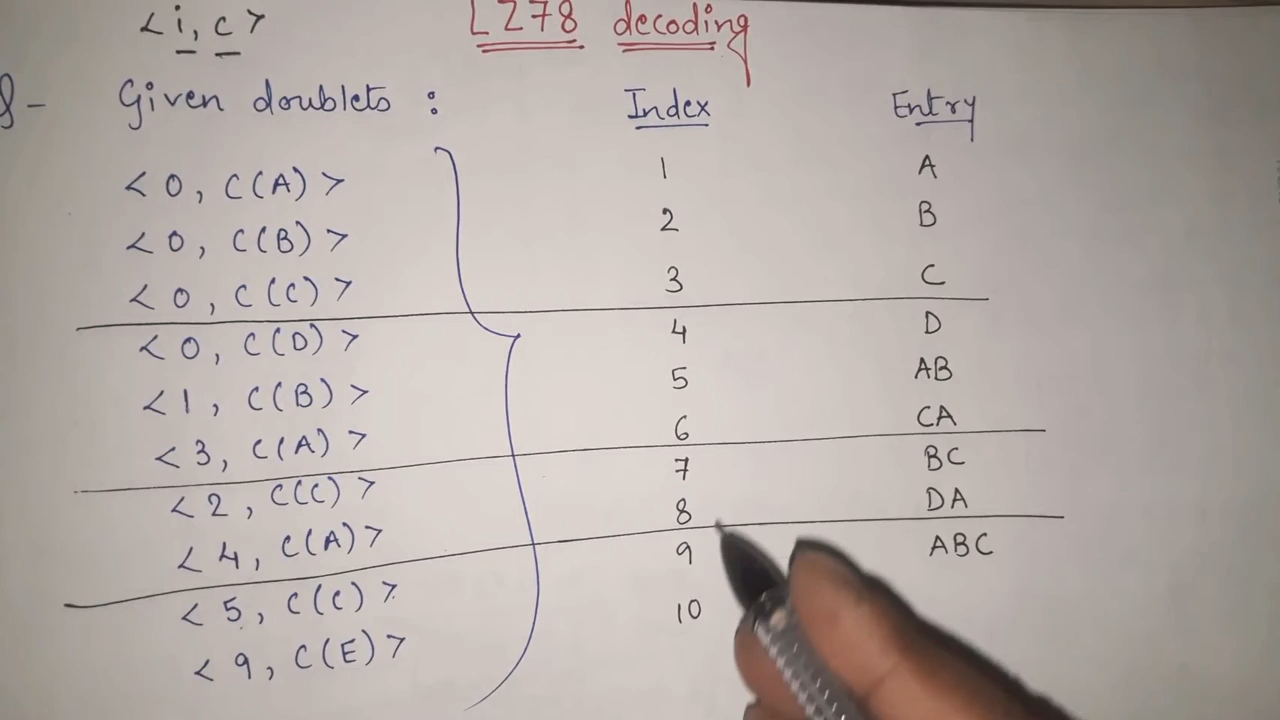 < i, c > LZ78 decoding
Q- Given doublets : Index Entry
< 0, C(A) > 1 A
< 0, C(B) > 2 B
< 0, C(C) > 3 C
< 0, C(D) > 4 D
< 1, C(B) > 5 AB
< 3, C(A) > 6 CA
< 2, C(C) > 7 BC
< 4, C(A) > 8 DA
< 5, C(C) > 9 ABC
< 9, C(E) > 10